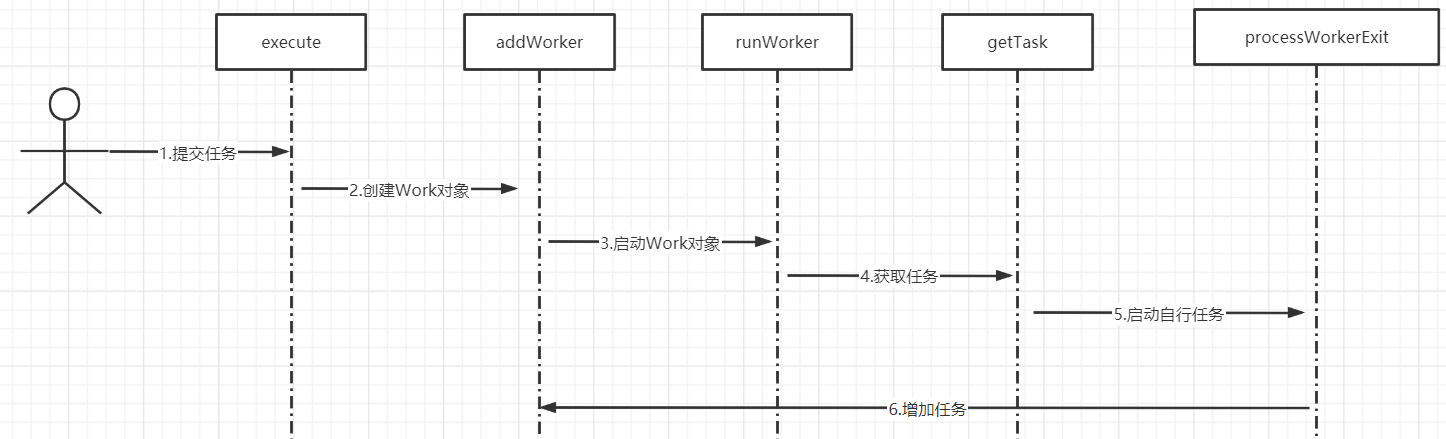 execute
addWorker
runWorker
getTask
processWorkerExit
1.提交任务
2.创建Work对象
3.启动Work对象
4.获取任务
5.启动自行任务
6.增加任务